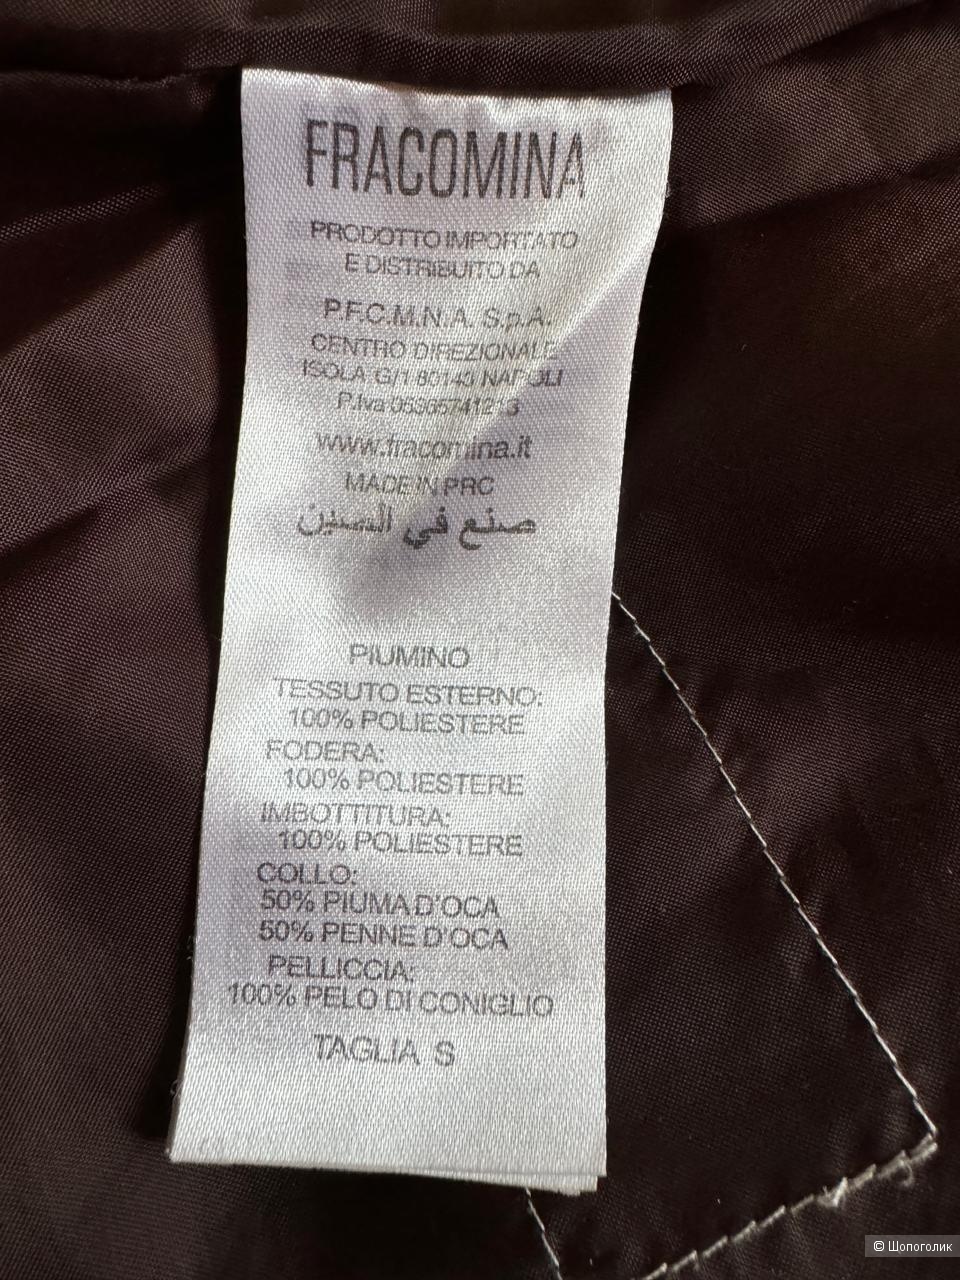 FRACOMINA
PRODOTTO IMPORTATO
E DISTRIBUITO DA
P.F.C.M.N.A. S.p.A.
CENTRO DIREZIONALE
ISOLA G/1 80143 NAPOLI
P.Iva
www.fracomina.it
MADE IN PRC
صنع في الصين
PIUMINO
TESSUTO ESTERNO:
100% POLIESTERE
FODERA:
100% POLIESTERE
IMBOTTITURA:
100% POLIESTERE
COLLO:
50% PIUMA D'OCA
50% PENNE D'OCA
PELLICCIA:
100% PELO DI CONIGLIO
TAGLIA S
© Шопоголик